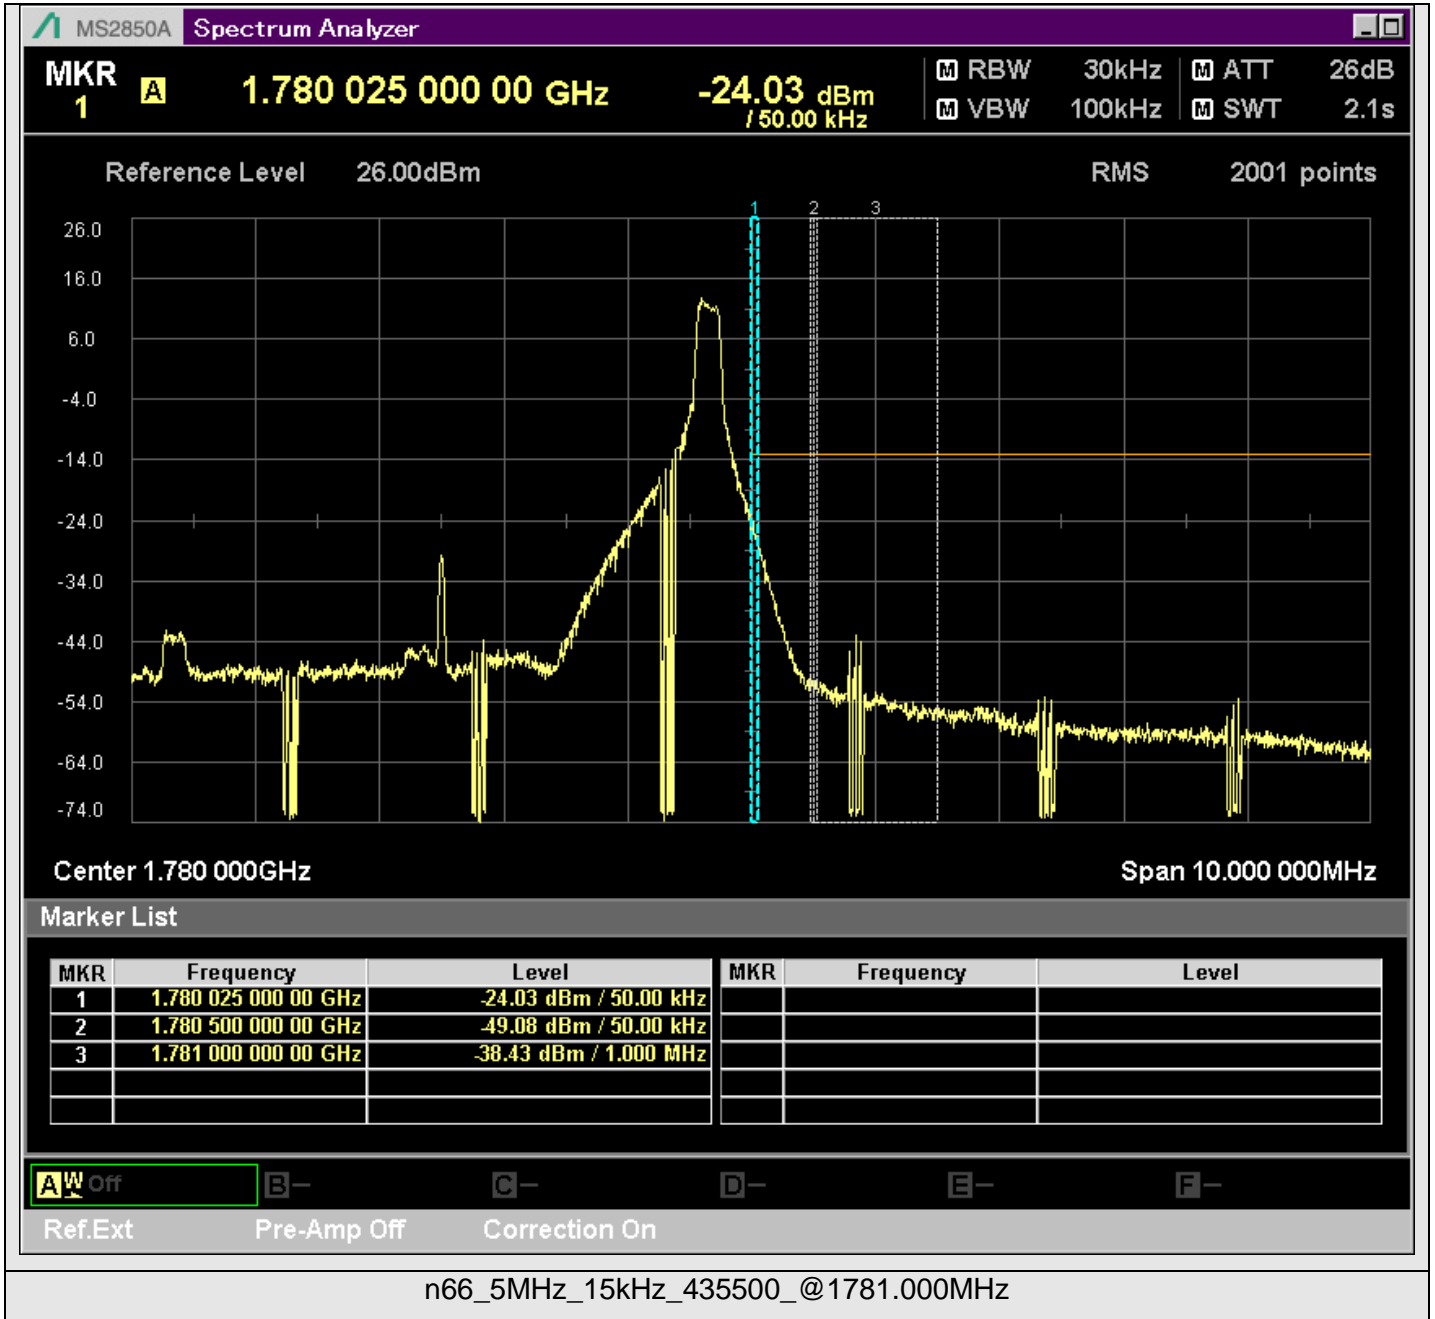 MS2850A Spectrum Analyzer
MKR 1 A 1.780 025 000 00 GHz -24.03 dBm / 50.00 kHz
M RBW 30kHz M ATT 26dB
M VBW 100kHz M SWT 2.1s
Reference Level 26.00dBm RMS 2001 points
1 2 3
26.0
16.0
6.0
-4.0
-14.0
-24.0
-34.0
-44.0
-54.0
-64.0
-74.0
Center 1.780 000GHz Span 10.000 000MHz
Marker List
MKR Frequency Level MKR Frequency Level
1 1.780 025 000 00 GHz -24.03 dBm / 50.00 kHz
2 1.780 500 000 00 GHz -49.08 dBm / 50.00 kHz
3 1.781 000 000 00 GHz -38.43 dBm / 1.000 MHz
A W Off B - C - D - E - F -
Ref.Ext Pre-Amp Off Correction On
n66_5MHz_15kHz_435500_@1781.000MHz